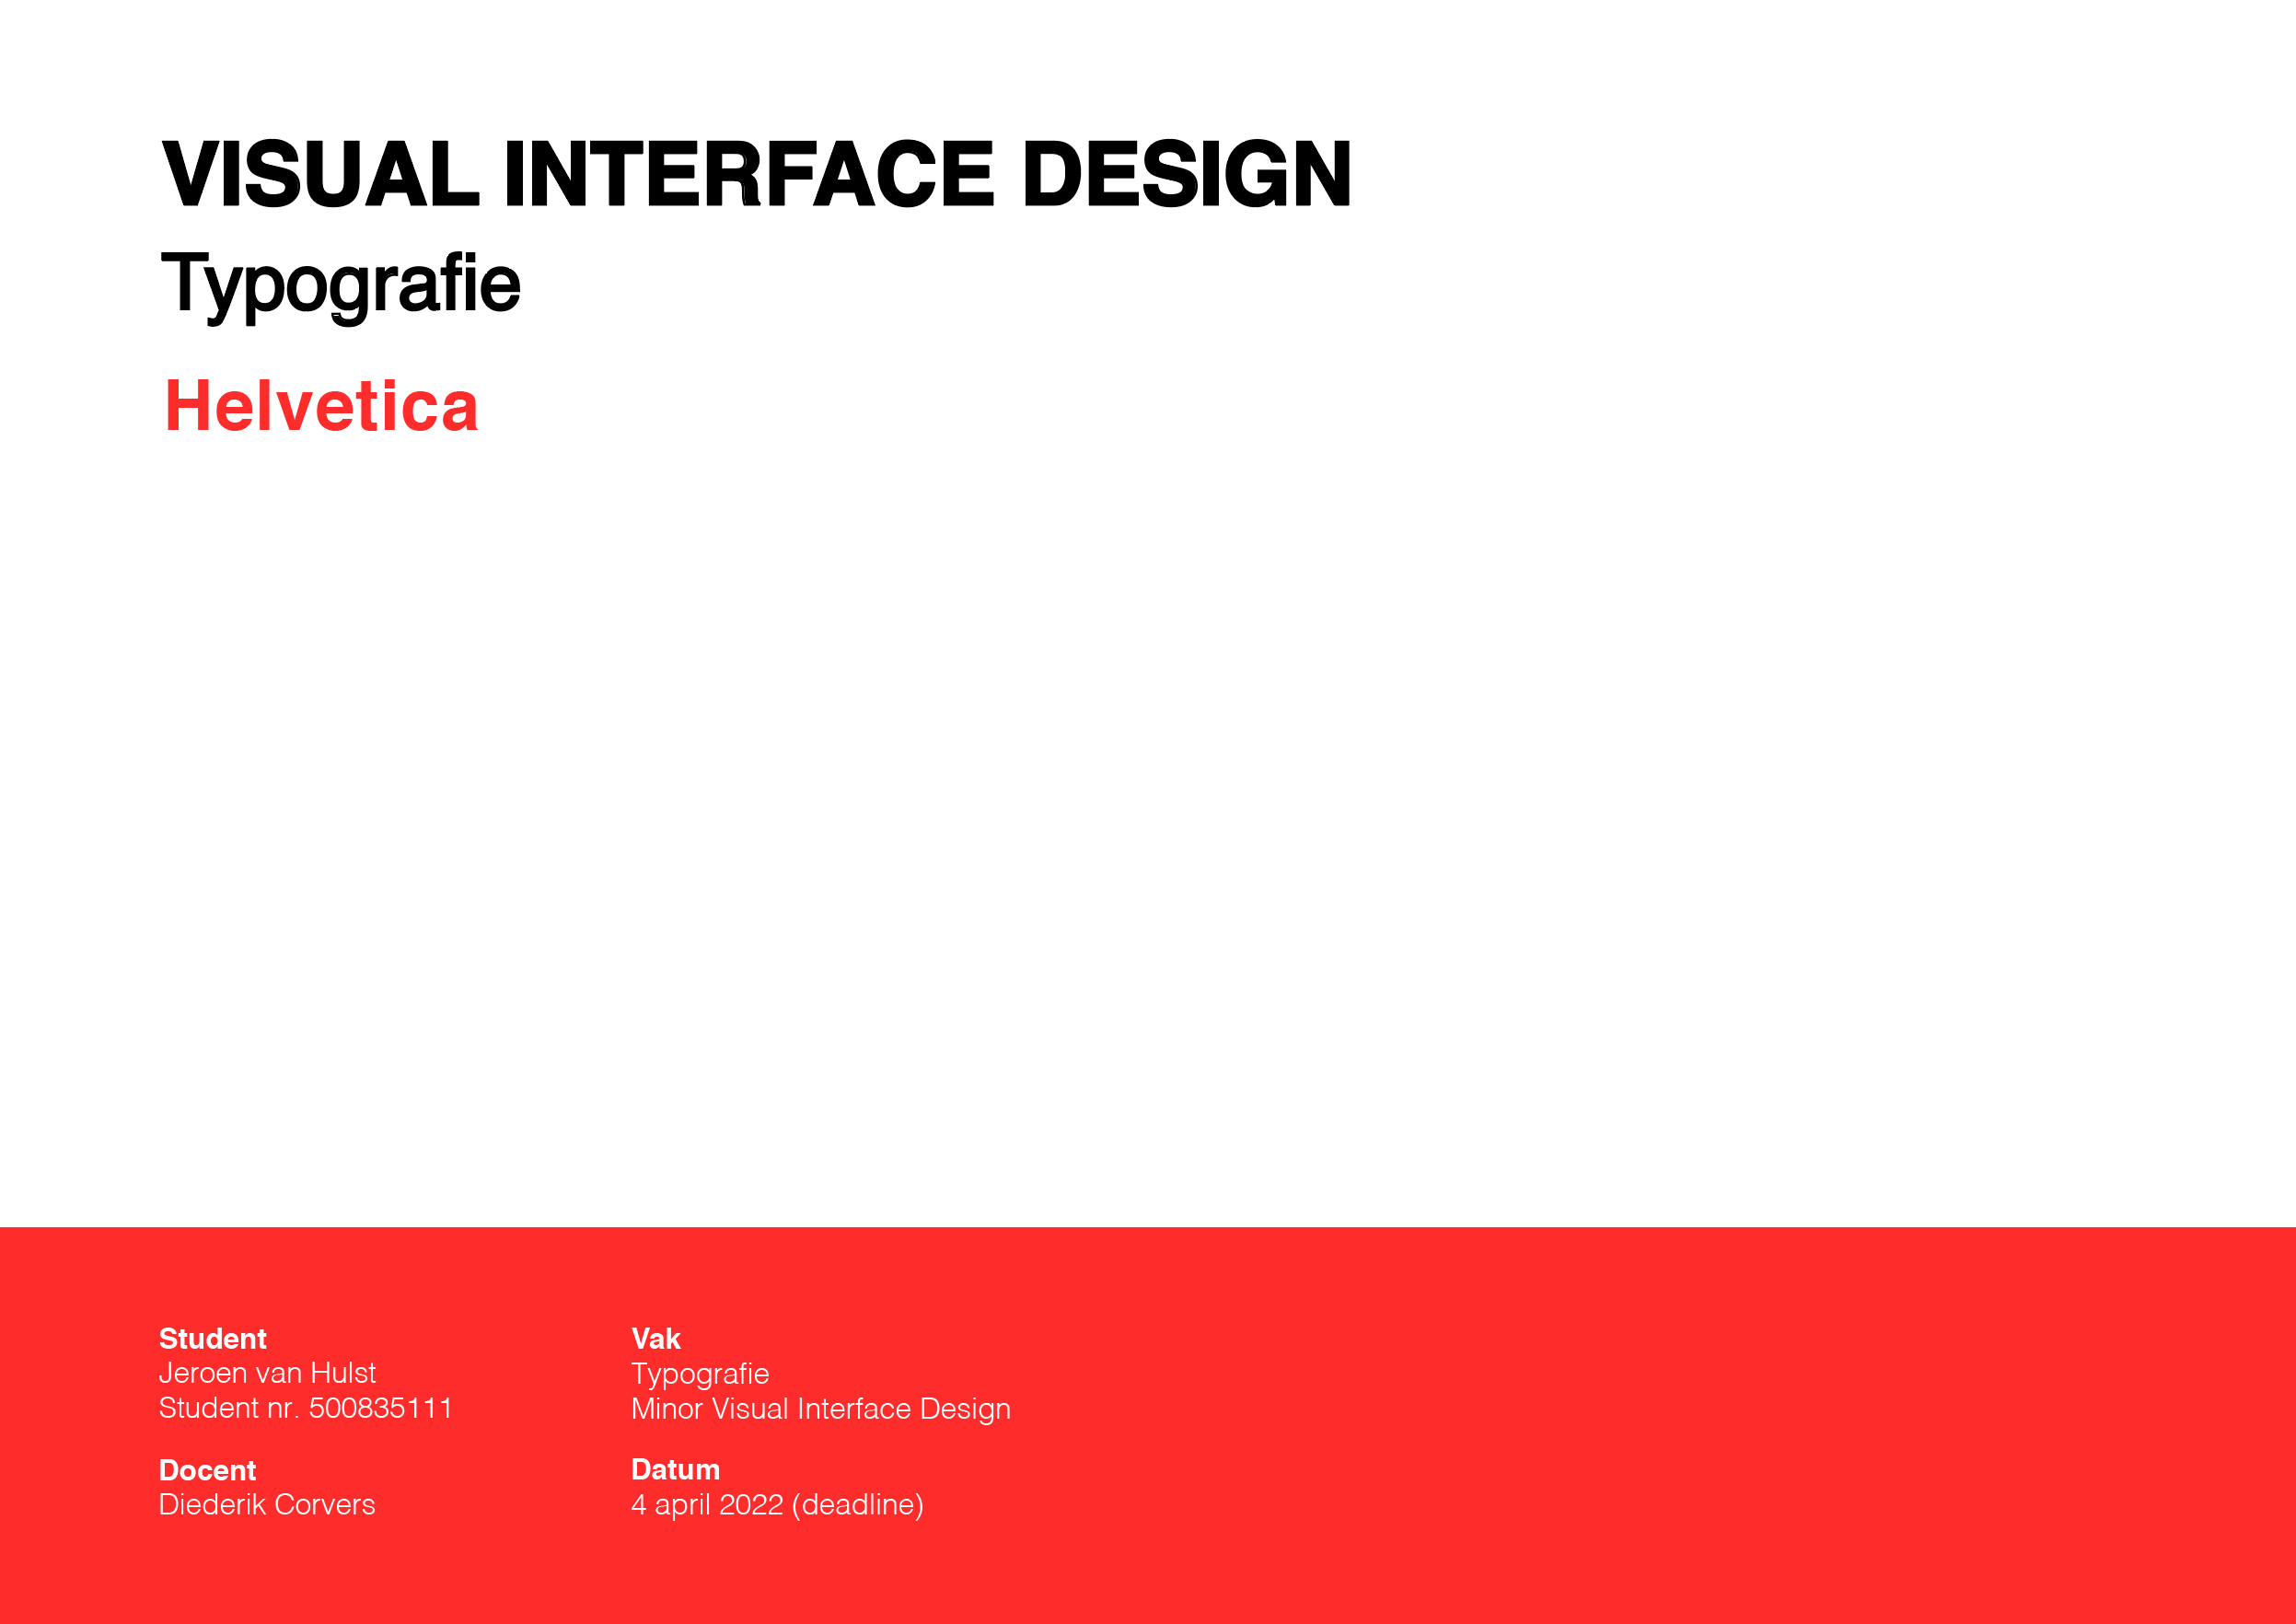 VISUAL INTERFACE DESIGN
Typografie
Helvetica
Student
Jeroen van Hulst
Student nr. 500835111
Docent
Diederik Corvers
Vak
Typografie
Minor Visual Interface Design
Datum
4 april 2022 (deadline)